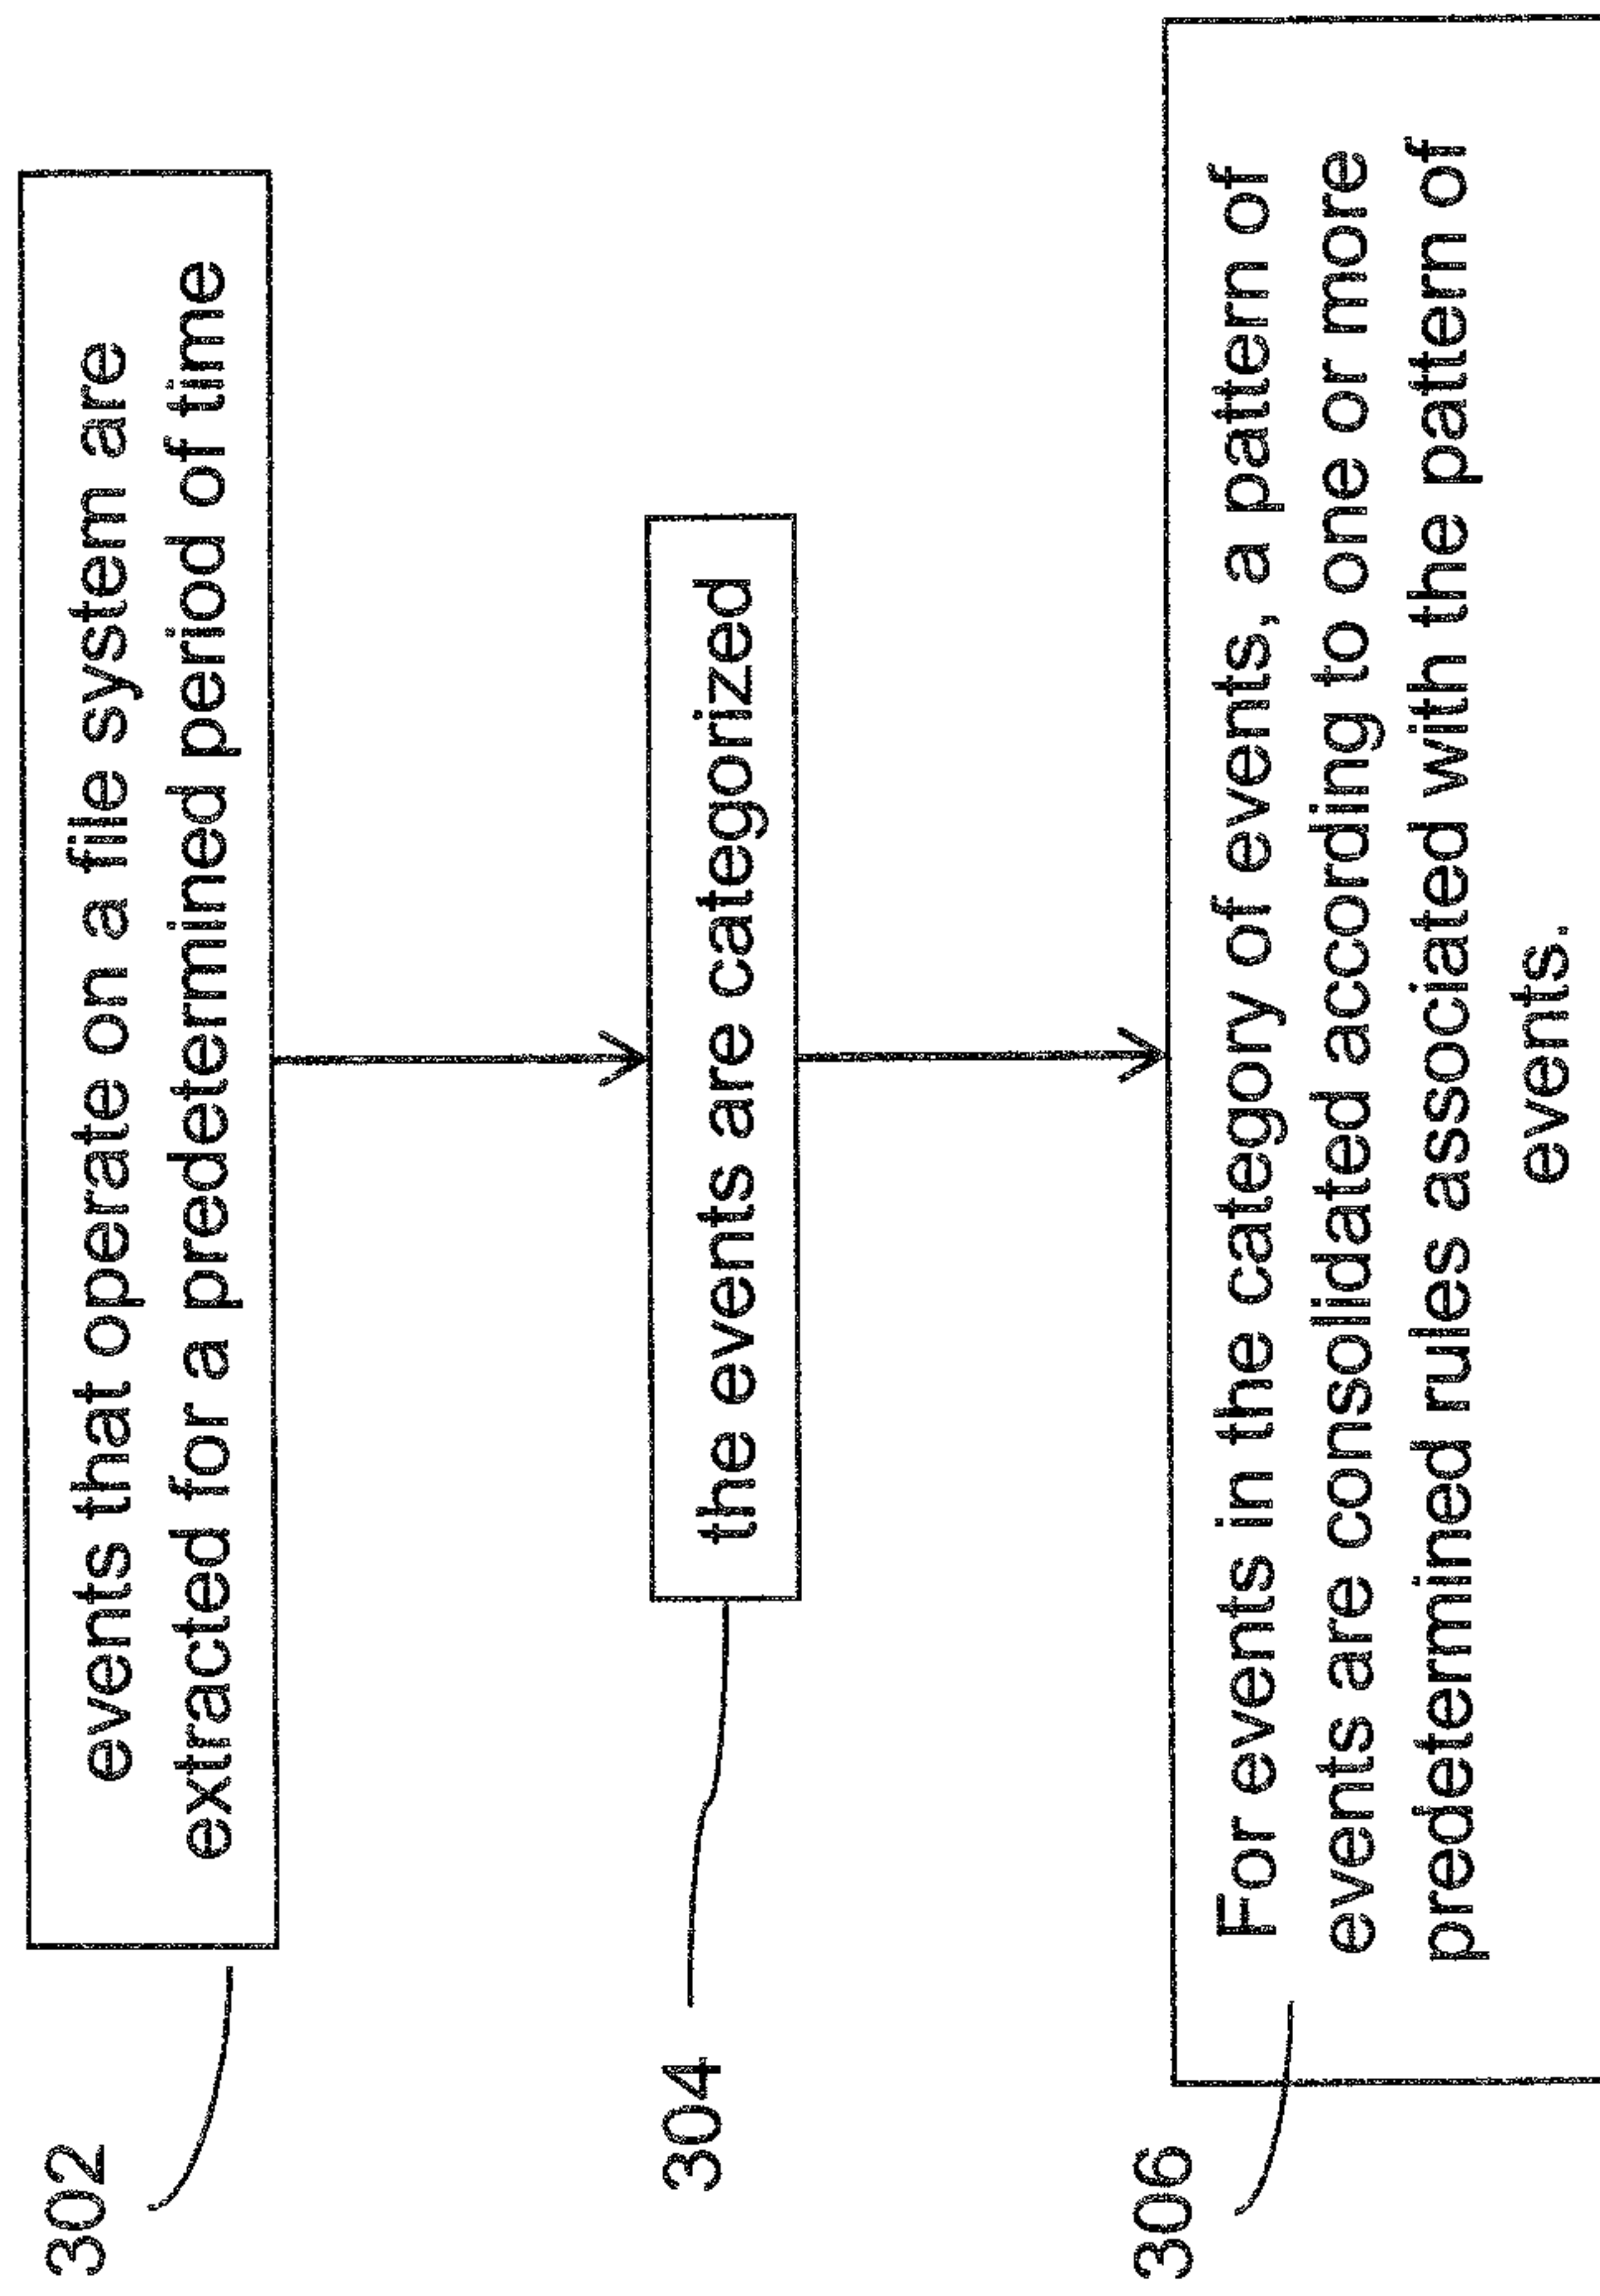 302
events that operate on a file system are
extracted for a predetermined period of time
304
the events are categorized
306
For events in the category of events, a pattern of
events are consolidated according to one or more
predetermined rules associated with the pattern of
events.